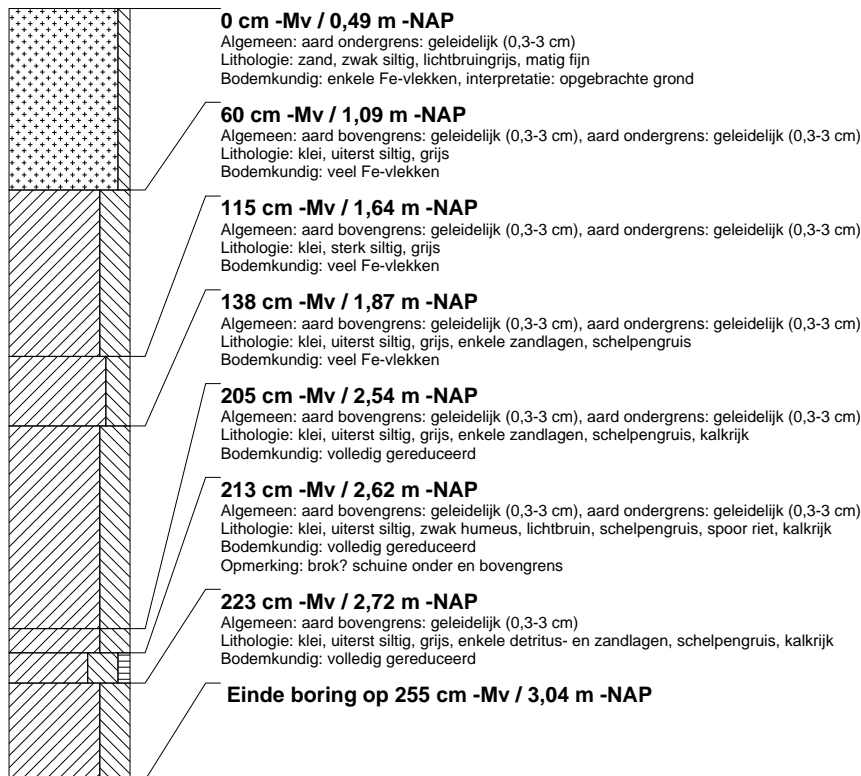 0 cm -Mv / 0,49 m -NAP
Algemeen: aard ondergrens: geleidelijk (0,3-3 cm)
Lithologie: zand, zwak siltig, lichtbruingrijs, matig fijn
Bodemkundig: enkele Fe-vlekken, interpretatie: opgebrachte grond
60 cm -Mv / 1,09 m -NAP
Algemeen: aard bovengrens: geleidelijk (0,3-3 cm), aard ondergrens: geleidelijk (0,3-3 cm)
Lithologie: klei, uiterst siltig, grijs
Bodemkundig: veel Fe-vlekken
115 cm -Mv / 1,64 m -NAP
Algemeen: aard bovengrens: geleidelijk (0,3-3 cm), aard ondergrens: geleidelijk (0,3-3 cm)
Lithologie: klei, sterk siltig, grijs
Bodemkundig: veel Fe-vlekken
138 cm -Mv / 1,87 m -NAP
Algemeen: aard bovengrens: geleidelijk (0,3-3 cm), aard ondergrens: geleidelijk (0,3-3 cm)
Lithologie: klei, uiterst siltig, grijs, enkele zandlagen, schelpengruis
Bodemkundig: veel Fe-vlekken
205 cm -Mv / 2,54 m -NAP
Algemeen: aard bovengrens: geleidelijk (0,3-3 cm), aard ondergrens: geleidelijk (0,3-3 cm)
Lithologie: klei, uiterst siltig, grijs, enkele zandlagen, schelpengruis, kalkrijk
Bodemkundig: volledig gereduceerd
213 cm -Mv / 2,62 m -NAP
Algemeen: aard bovengrens: geleidelijk (0,3-3 cm), aard ondergrens: geleidelijk (0,3-3 cm)
Lithologie: klei, uiterst siltig, zwak humeus, lichtbruin, schelpengruis, spoor riet, kalkrijk
Bodemkundig: volledig gereduceerd
Opmerking: brok? schuine onder en bovengrens
223 cm -Mv / 2,72 m -NAP
Algemeen: aard bovengrens: geleidelijk (0,3-3 cm)
Lithologie: klei, uiterst siltig, grijs, enkele detritus- en zandlagen, schelpengruis, kalkrijk
Bodemkundig: volledig gereduceerd
Einde boring op 255 cm -Mv / 3,04 m -NAP